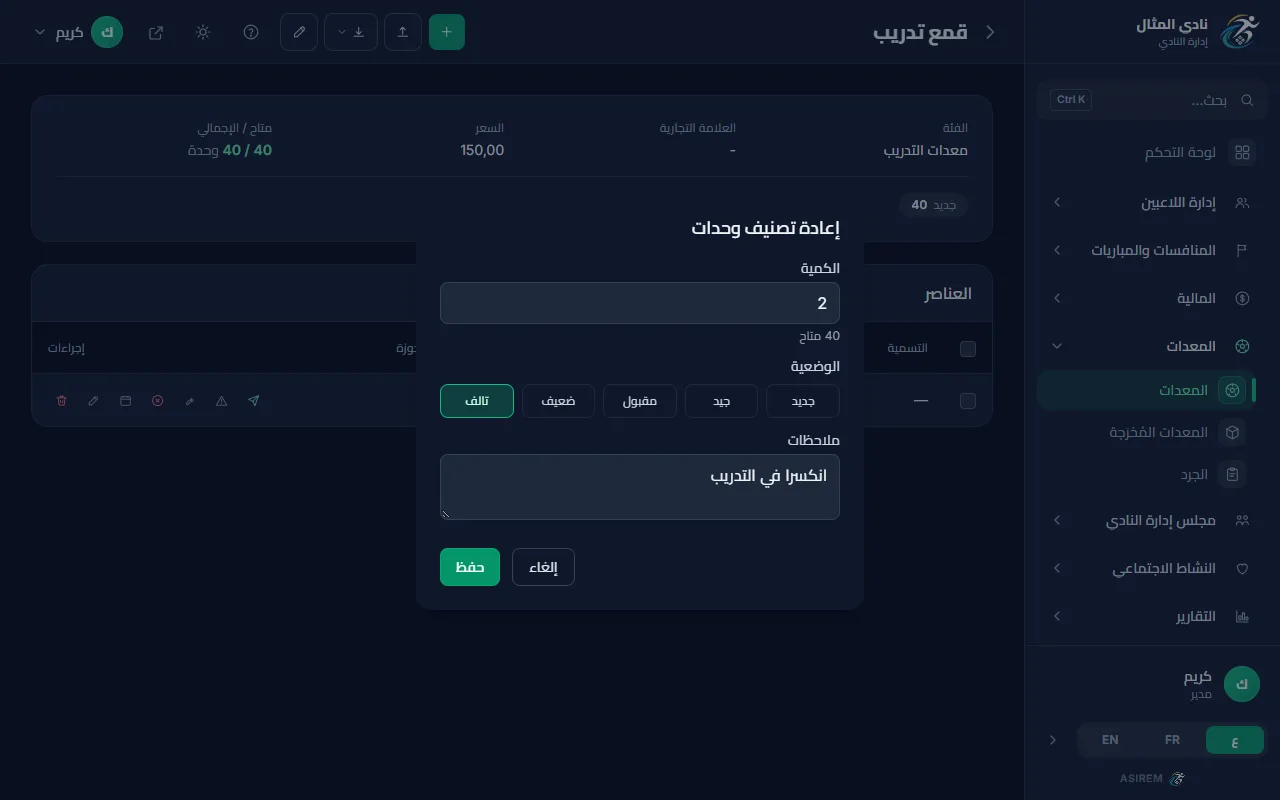 نادي المثال
إدارة النادي
بحث...
Ctrl K
لوحة التحكم
إدارة اللاعبين
المنافسات والمباريات
المالية
المعدات
المعدات
المعدات المُخرَجة
الجرد
مجلس إدارة النادي
النشاط الاجتماعي
التقارير
ك
كريم
مدير
ع
FR
EN
ASIREM
قمع تدريب
ك
كريم
الفئة
العلامة التجارية
السعر
متاح / الإجمالي
معدات التدريب
-
150,00
40 / 40 وحدة
جديد 40
العناصر
التسمية
إجراءات
—
إعادة تصنيف وحدات
الكمية
2
40 متاح
الوضعية
جديد
جيد
مقبول
ضعيف
تالف
ملاحظات
انكسرا في التدريب
إلغاء
حفظ